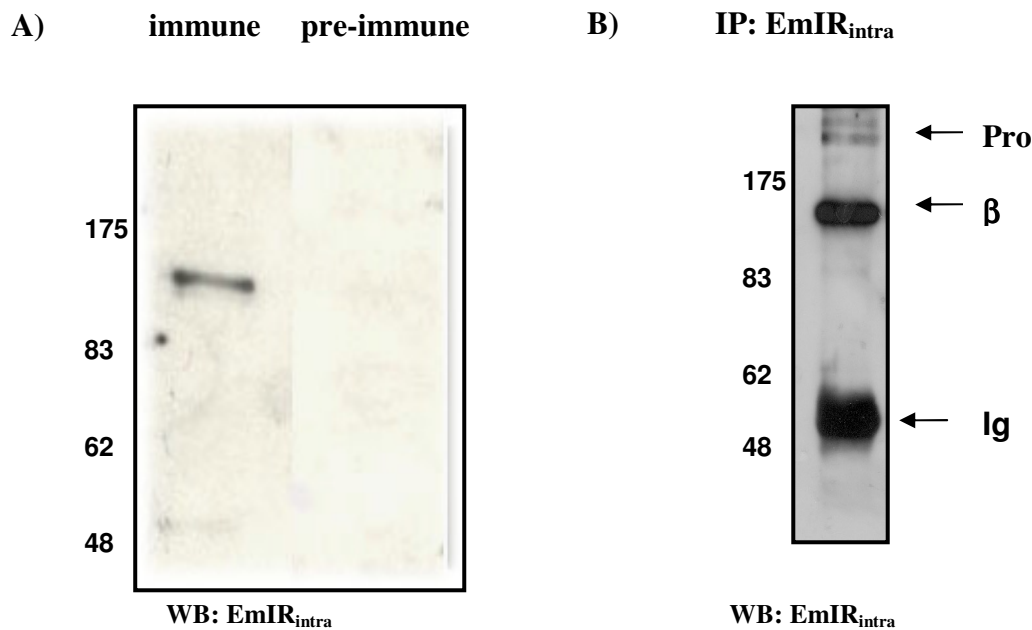 A) immune pre-immune
175
83
62
48
WB: EmIRintra
B) IP: EmIRintra
Pro
175
β
83
62
Ig
48
WB: EmIRintra